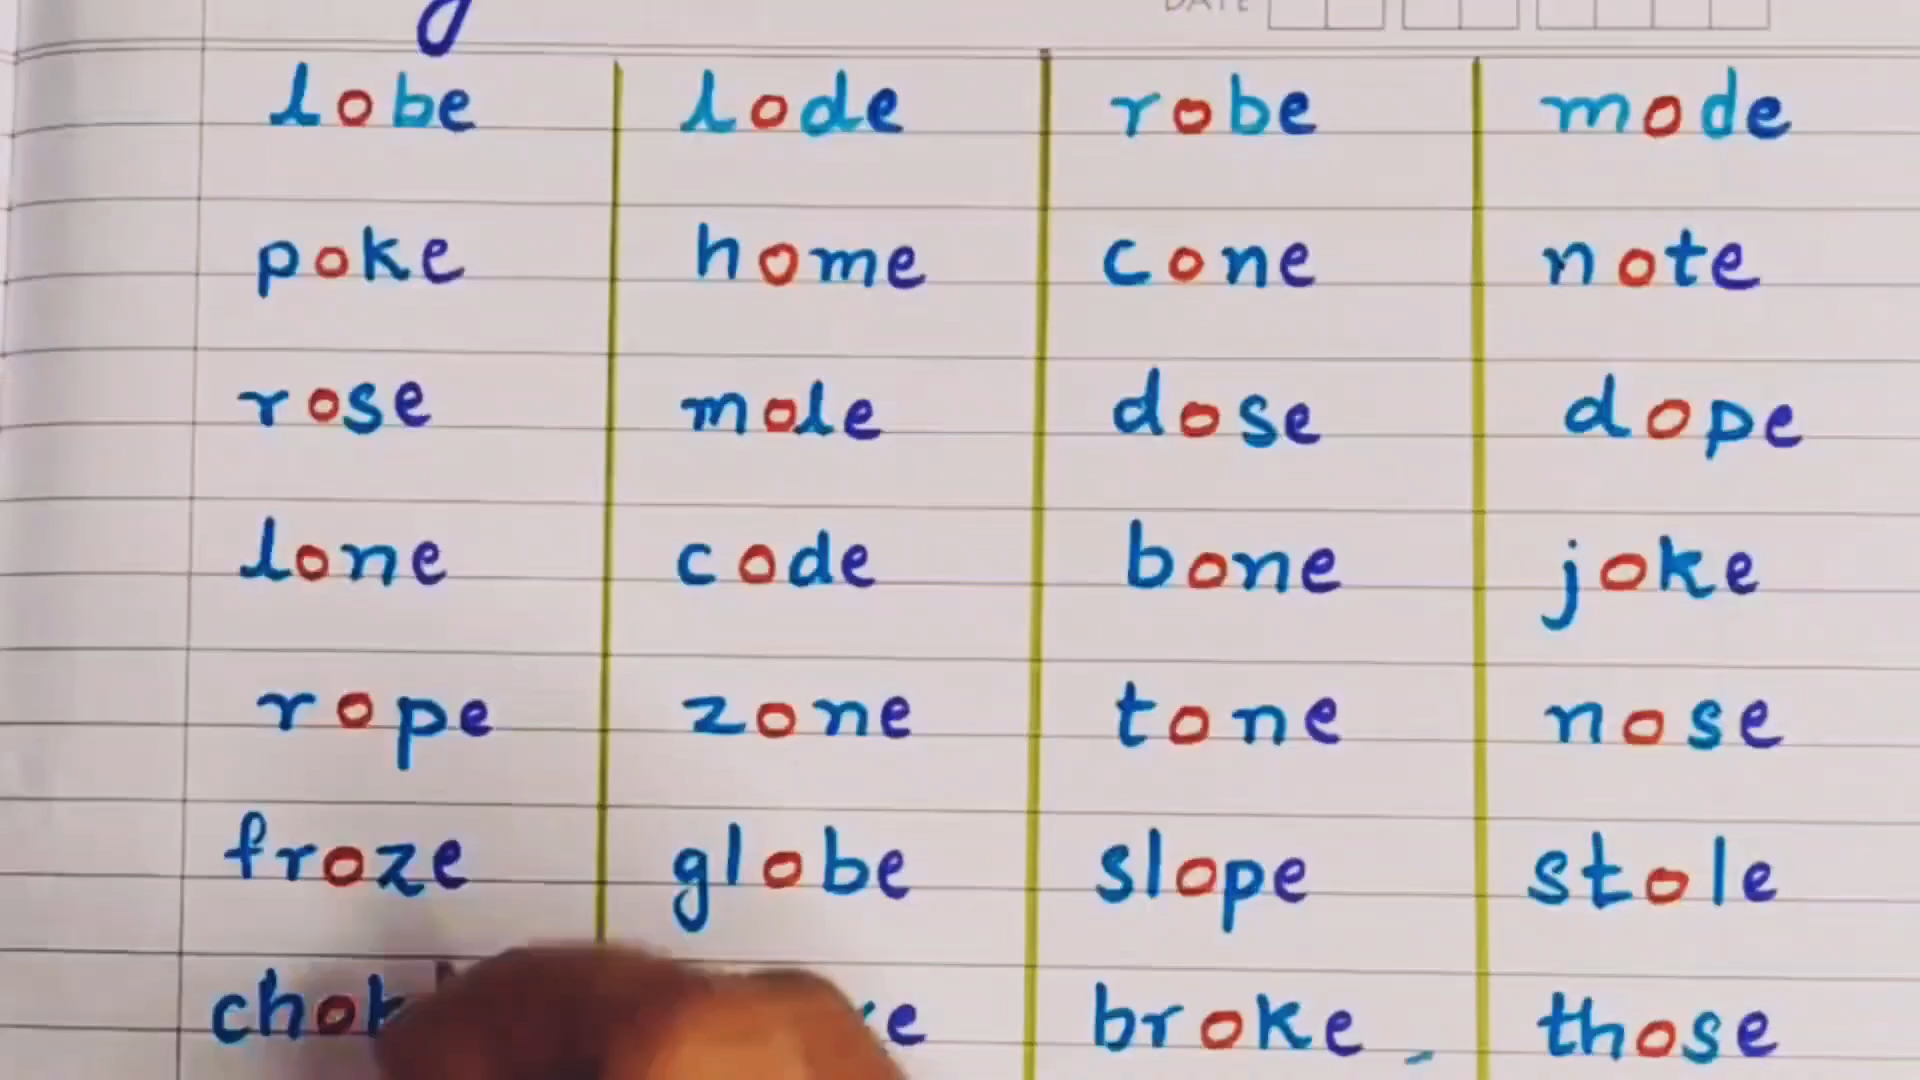 DATE
lobe lode robe mode
poke home cone note
rose mole dose dope
lone code bone joke
rope zone tone nose
froze globe slope stole
broke those